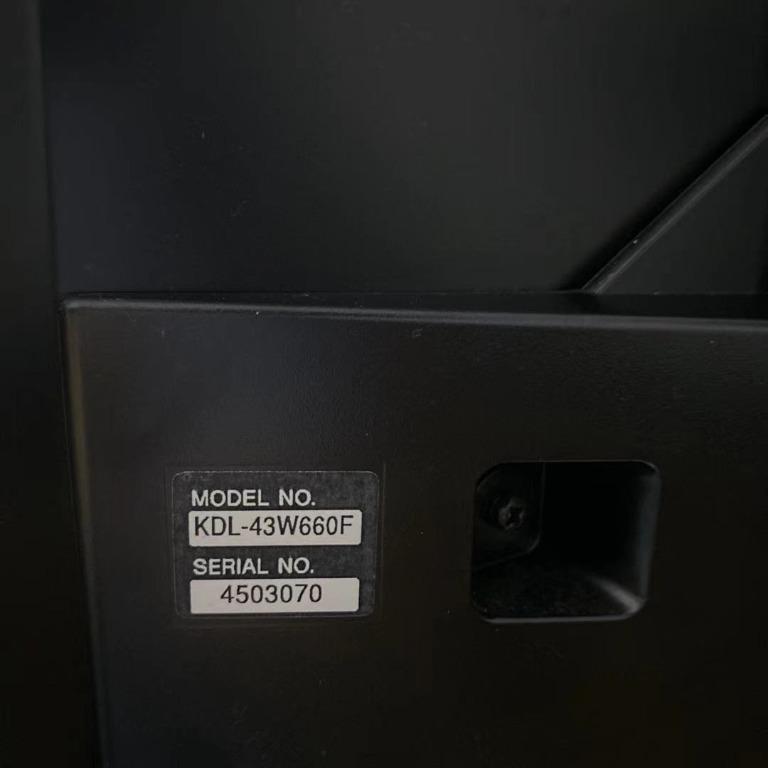 MODEL NO.
KDL-43W660F
SERIAL NO.
4503070